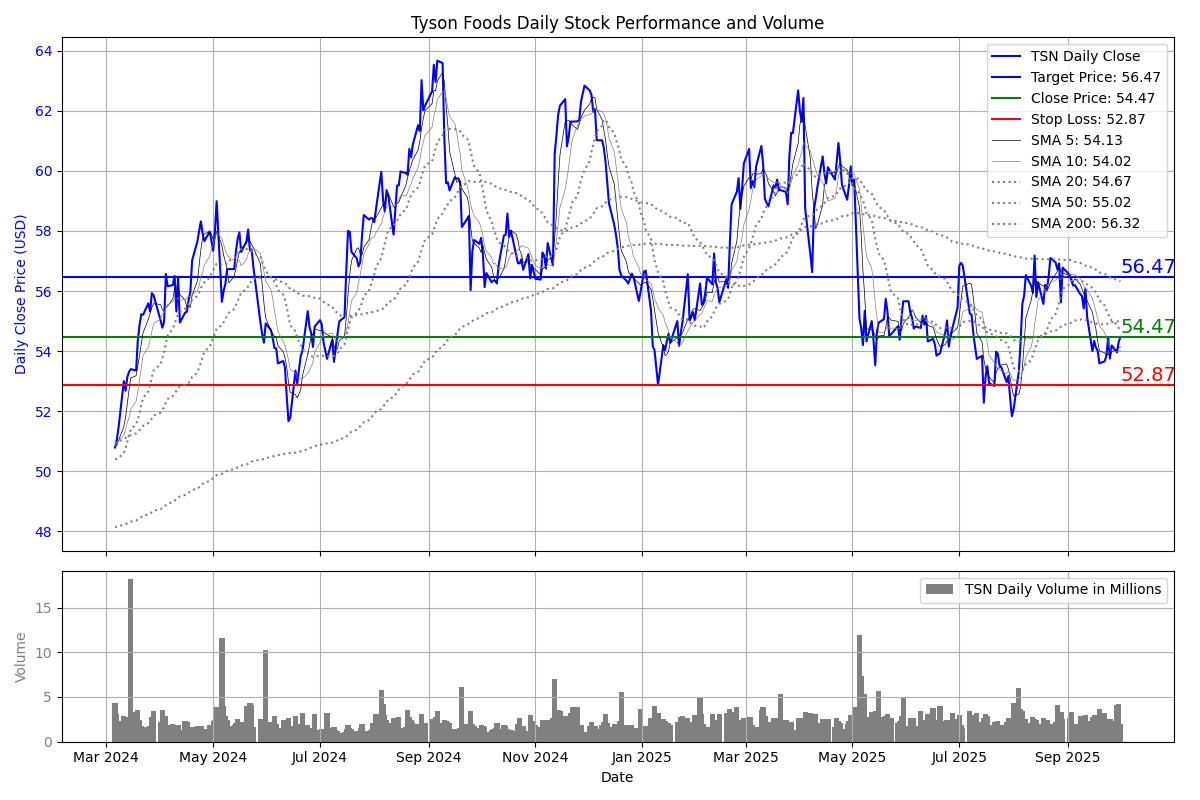 Tyson Foods Daily Stock Performance and Volume
Daily Close Price (USD)
64
62
60
58
56
54
52
50
48
TSN Daily Close
Target Price: 56.47
Close Price: 54.47
Stop Loss: 52.87
SMA 5: 54.13
SMA 10: 54.02
SMA 20: 54.67
SMA 50: 55.02
SMA 200: 56.32
56.47
54.47
52.87
Volume
15
10
5
0
TSN Daily Volume in Millions
Mar 2024
May 2024
Jul 2024
Sep 2024
Nov 2024
Jan 2025
Mar 2025
May 2025
Jul 2025
Sep 2025
Date